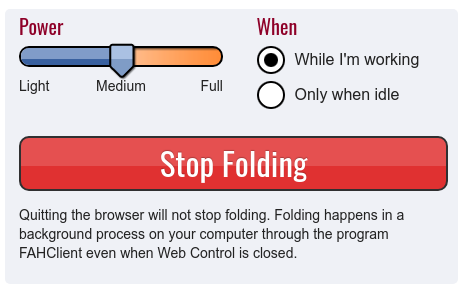 Power
Light Medium Full
When
While I'm working
Only when idle
Stop Folding
Quitting the browser will not stop folding. Folding happens in a
background process on your computer through the program
FAHClient even when Web Control is closed.